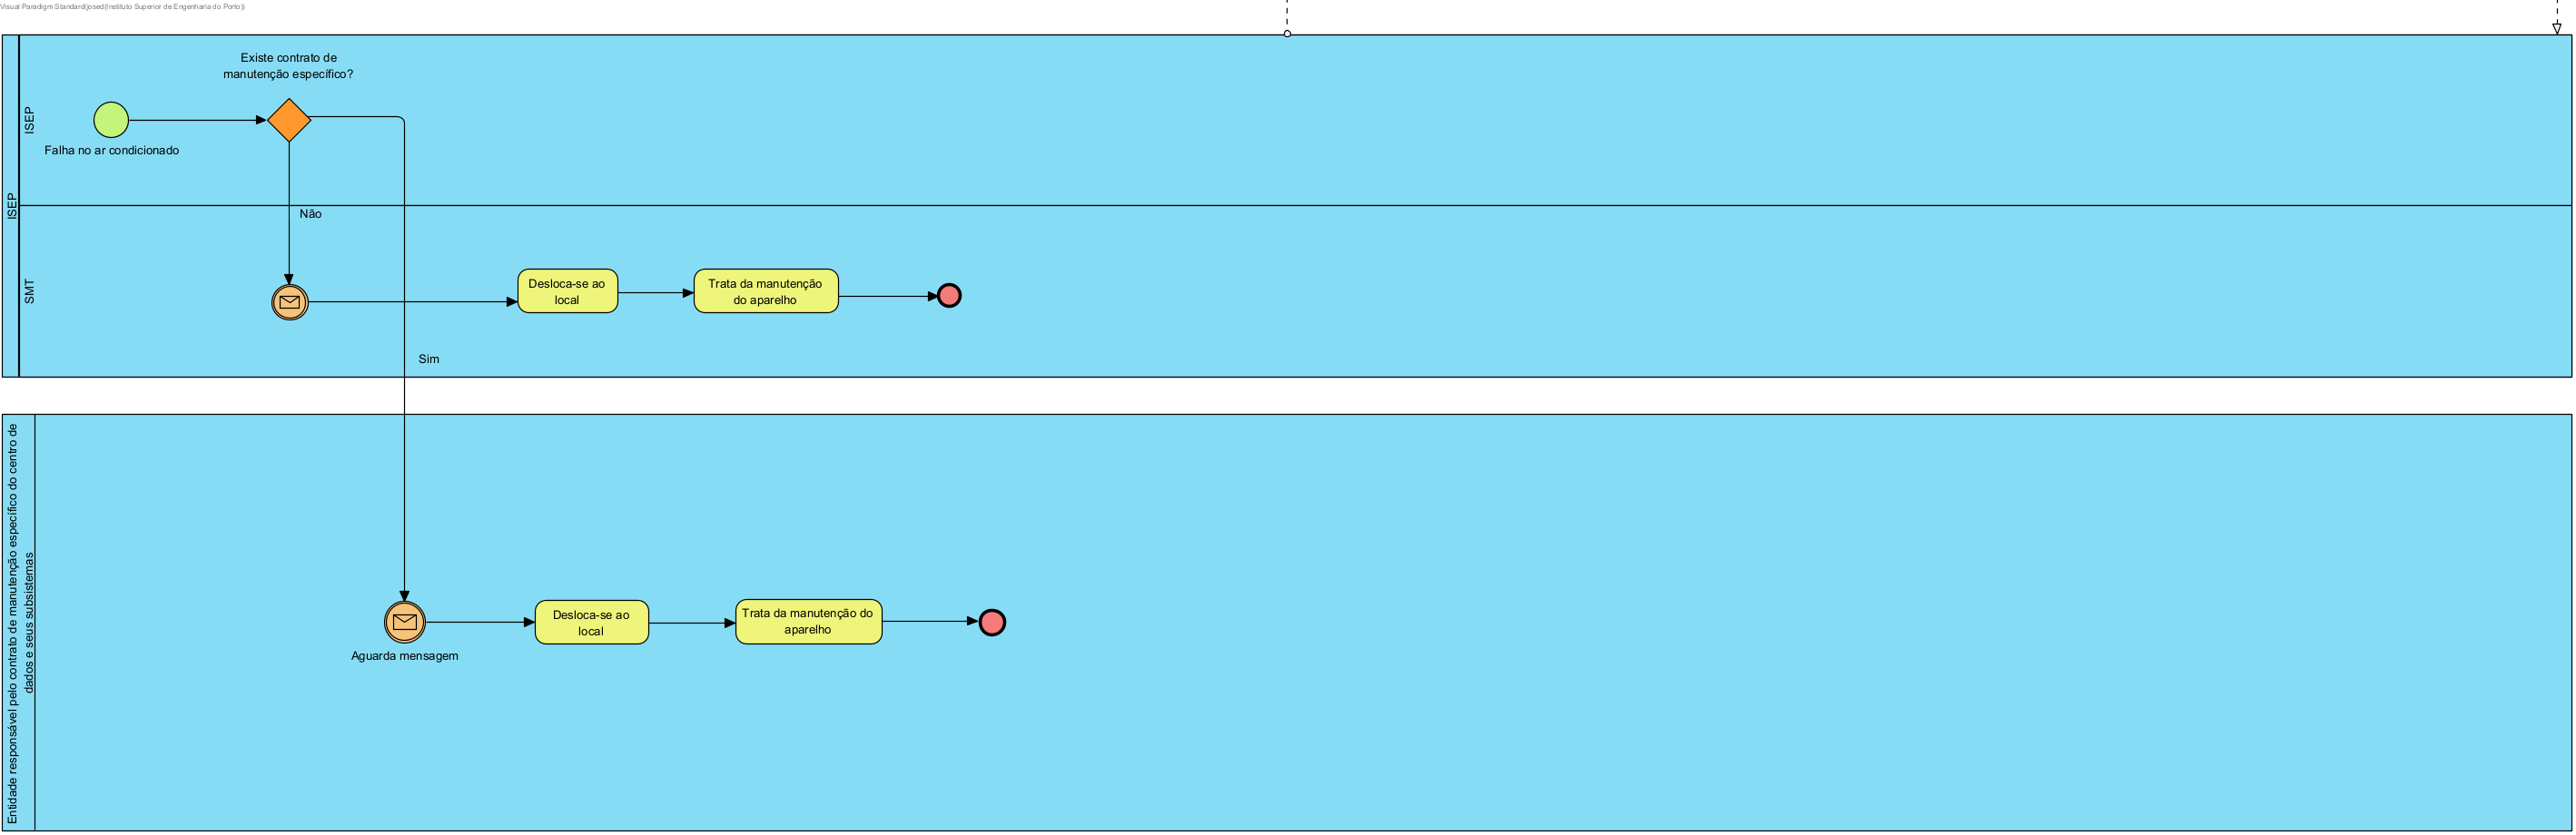 Visual Paradigm Standard(josed(Instituto Superior de Engenharia do Porto))
ISEP
ISEP
Existe contrato de
manutenção específico?
Falha no ar condicionado
Não
SMT
Desloca-se ao
local
Trata da manutenção
do aparelho
Sim
Entidade responsável pelo contrato de manutenção específico do centro de
dados e seus subsistemas
Aguarda mensagem
Desloca-se ao
local
Trata da manutenção do
aparelho